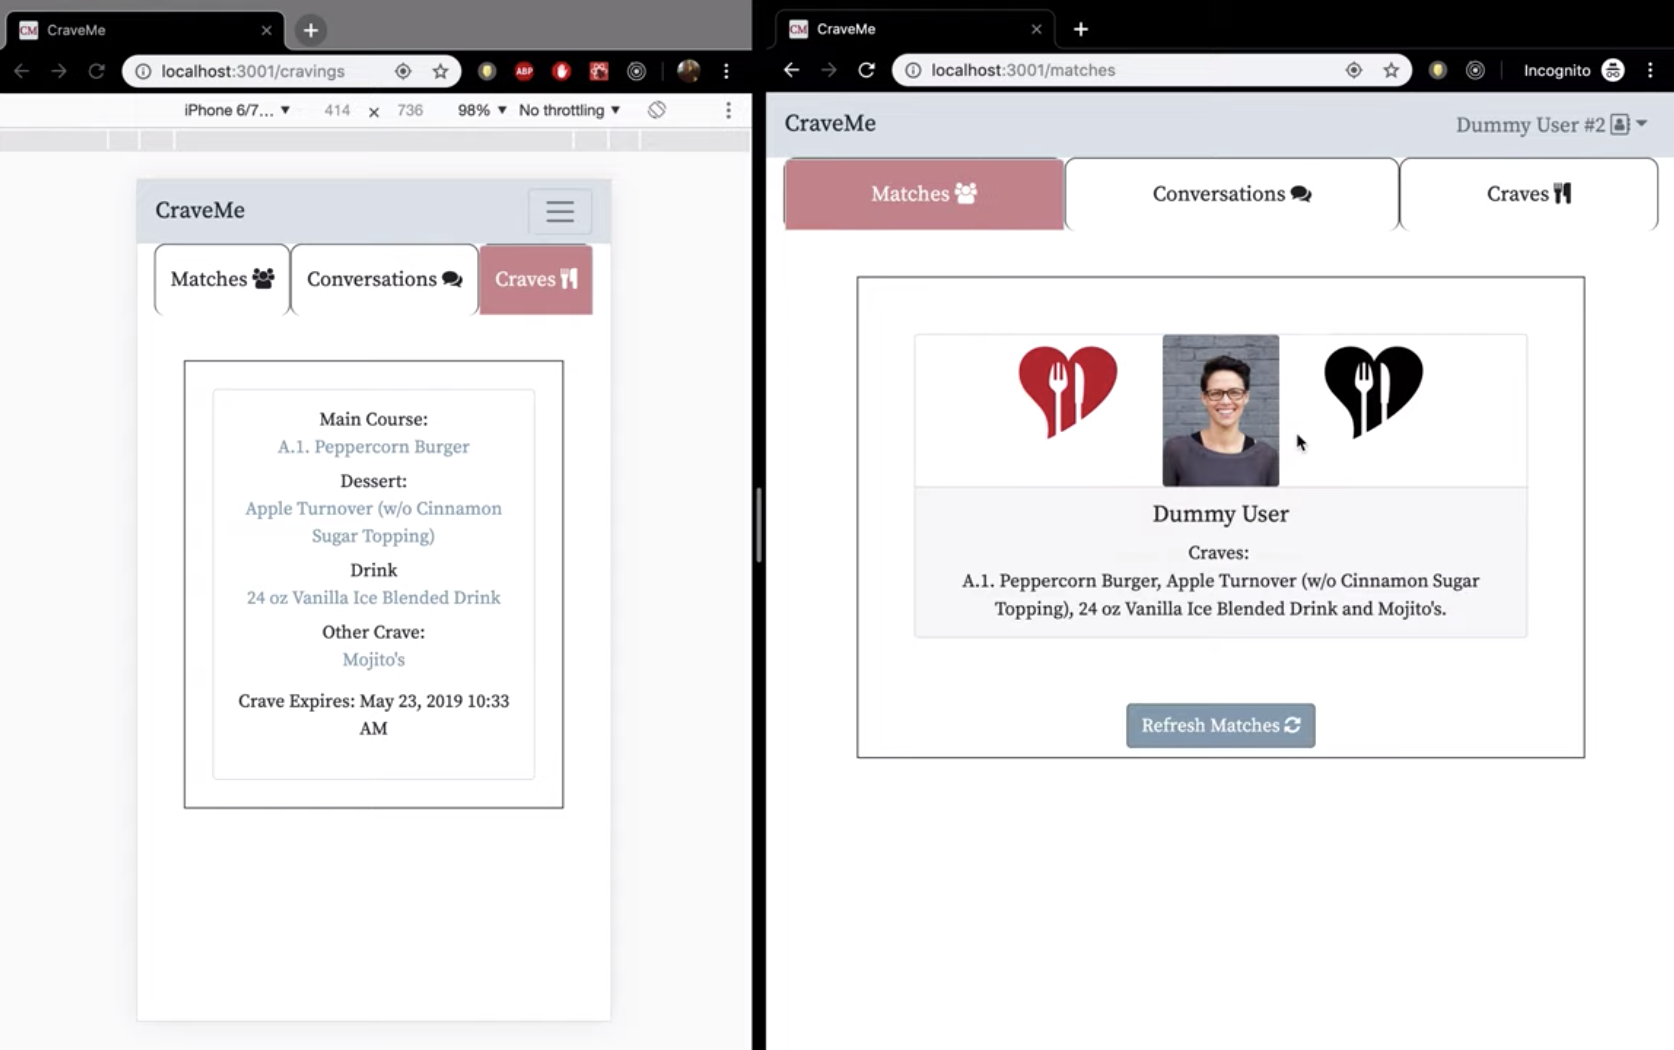 CM CraveMe
localhost:3001/cravings
ABP
iPhone 6/7... 414 x 736 98% No throttling
CraveMe
Matches
Conversations
Craves
Main Course:
A.1. Peppercorn Burger
Dessert:
Apple Turnover (w/o Cinnamon
Sugar Topping)
Drink
24 oz Vanilla Ice Blended Drink
Other Crave:
Mojito's
Crave Expires: May 23, 2019 10:33
AM
CM CraveMe
localhost:3001/matches
Incognito
CraveMe
Dummy User #2
Matches
Conversations
Craves
Dummy User
Craves:
A.1. Peppercorn Burger, Apple Turnover (w/o Cinnamon Sugar
Topping), 24 oz Vanilla Ice Blended Drink and Mojito's.
Refresh Matches